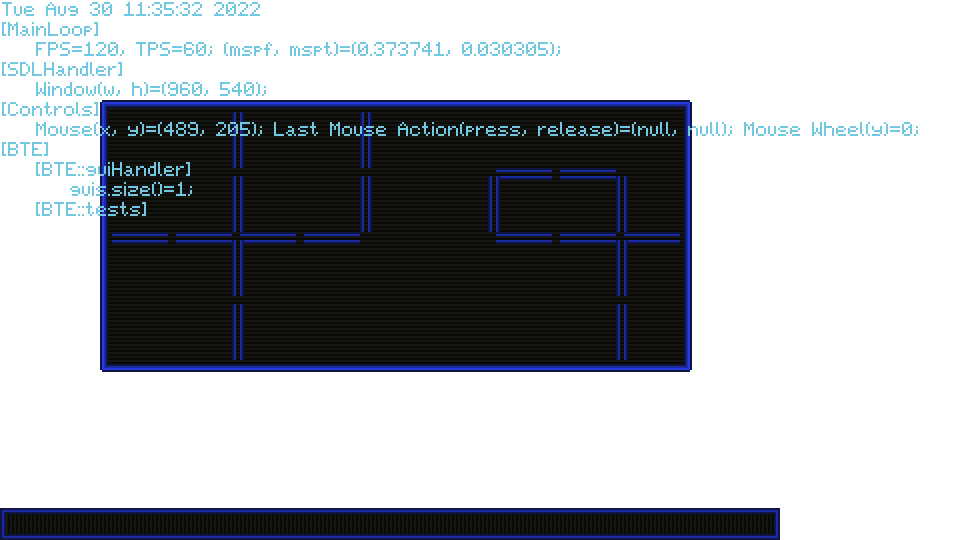 Tue Aug 30 11:35:32 2022
[MainLoop]
FPS=120, TPS=60; (mspf, mspt)=(0.373741, 0.030305);
[SDLHandler]
Window(w, h)=(960, 540);
[Controls]
Mouse(x, y)=(489, 205); Last Mouse Action(press, release)=(null, null); Mouse Wheel(y)=0;
[BTE]
[BTE::guiHandler]
guis.size()=1;
[BTE::tests]